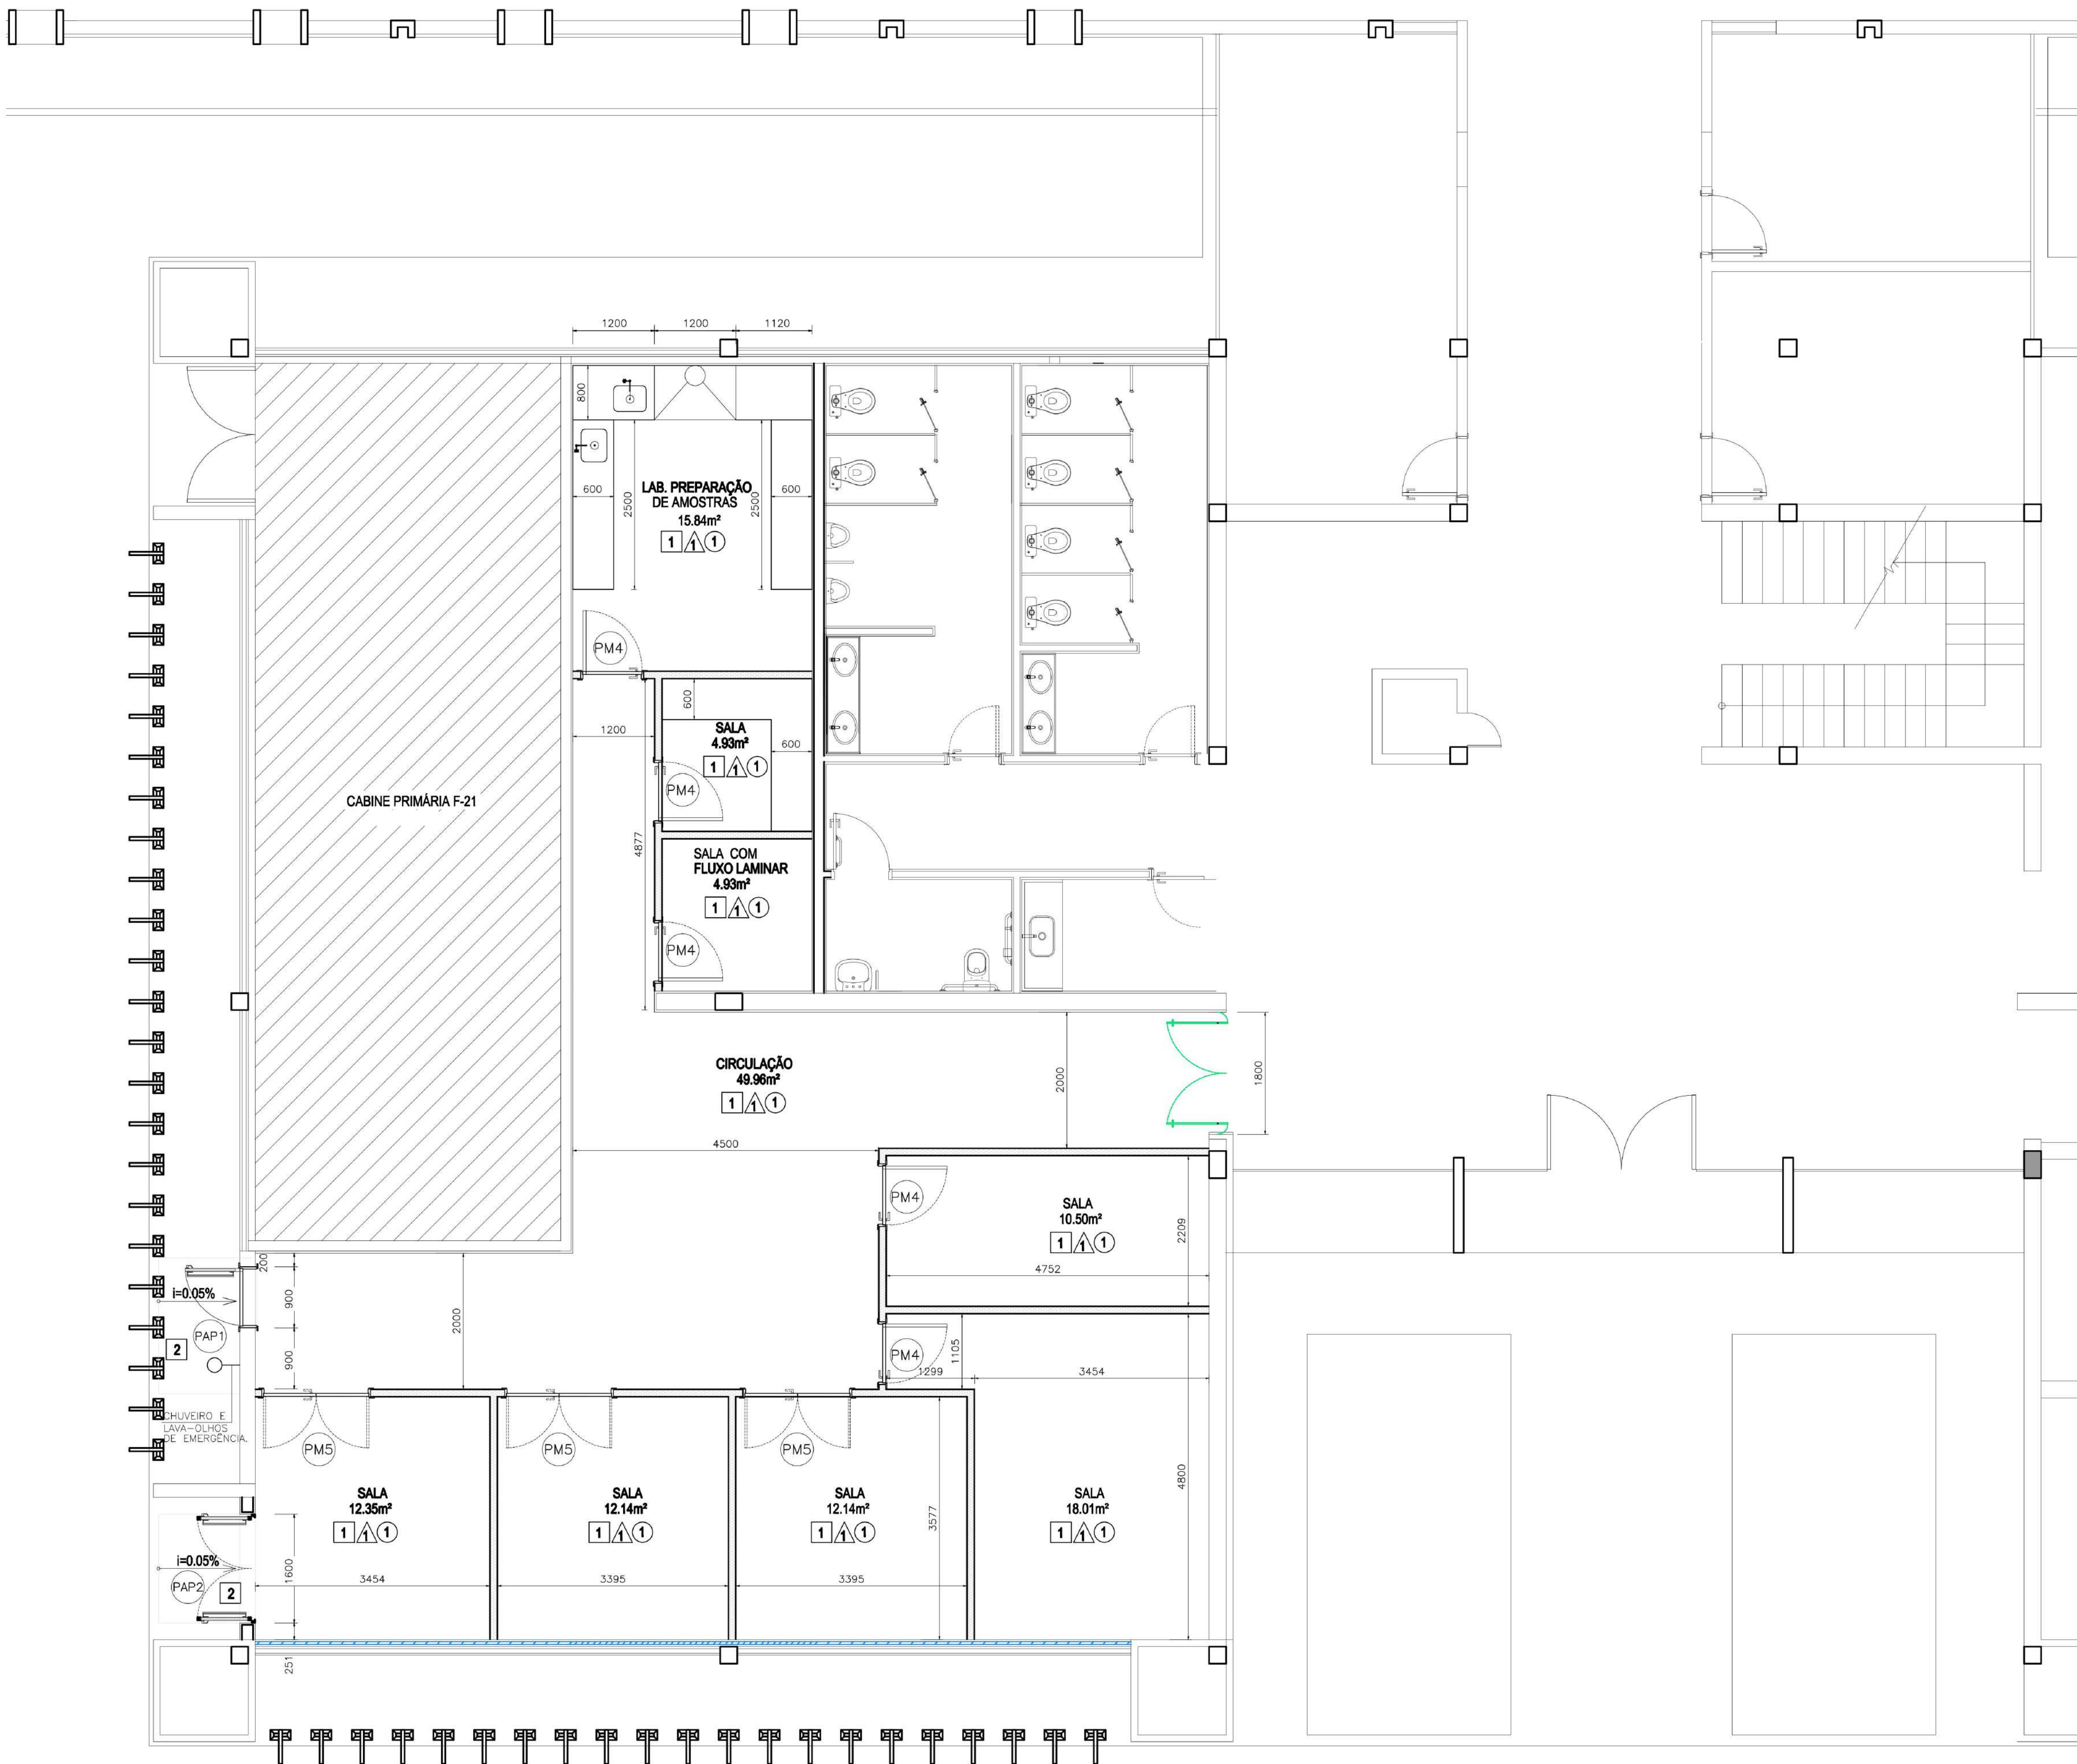 1200
1200
1120
800
600
2500
LAB. PREPARAÇÃO
DE AMOSTRAS
15.84m²
1 1 1
2500
600
PM4
600
1200
SALA
4.93m²
1 1 1
600
PM4
CABINE PRIMÁRIA F-21
4877
SALA COM
FLUXO LAMINAR
4.93m²
1 1 1
PM4
CIRCULAÇÃO
49.96m²
1 1 1
2000
1800
4500
PM4
SALA
10.50m²
1 1 1
2209
4752
200
i=0.05%
900
2000
PAP1
2
900
PM4
1105
1299
3454
CHUVEIRO E
LAVA-OLHOS
DE EMERGÊNCIA.
PM5
PM5
PM5
SALA
12.35m²
1 1 1
SALA
12.14m²
1 1 1
SALA
12.14m²
1 1 1
3577
SALA
18.01m²
1 1 1
4800
i=0.05%
PAP2
2
1600
3454
3395
3395
251